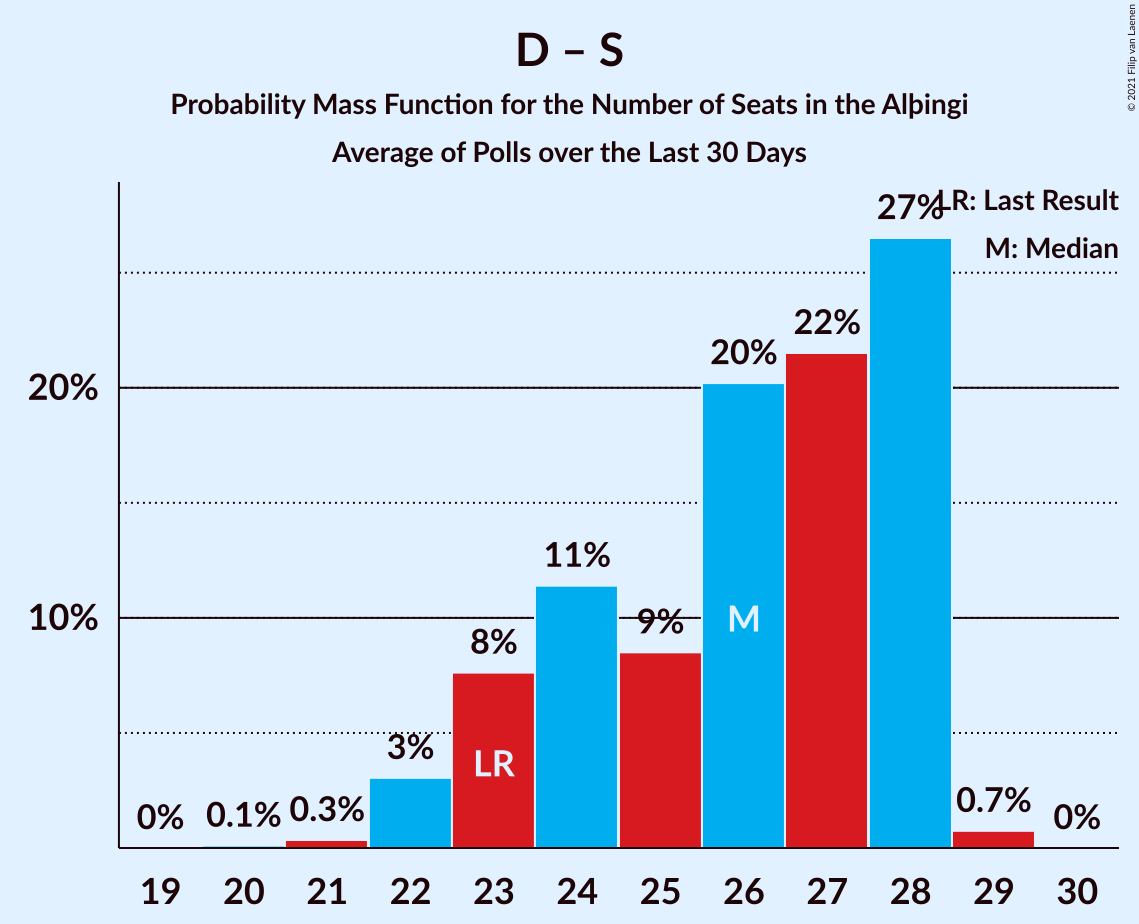 D – S
Probability Mass Function for the Number of Seats in the Alþingi
Average of Polls over the Last 30 Days
© 2021 Filip van Laenen
LR: Last Result
M: Median
20%
10%
0%
0.1%
0.3%
3%
8%
11%
9%
20%
22%
27%
0.7%
0%
LR
M
19 20 21 22 23 24 25 26 27 28 29 30